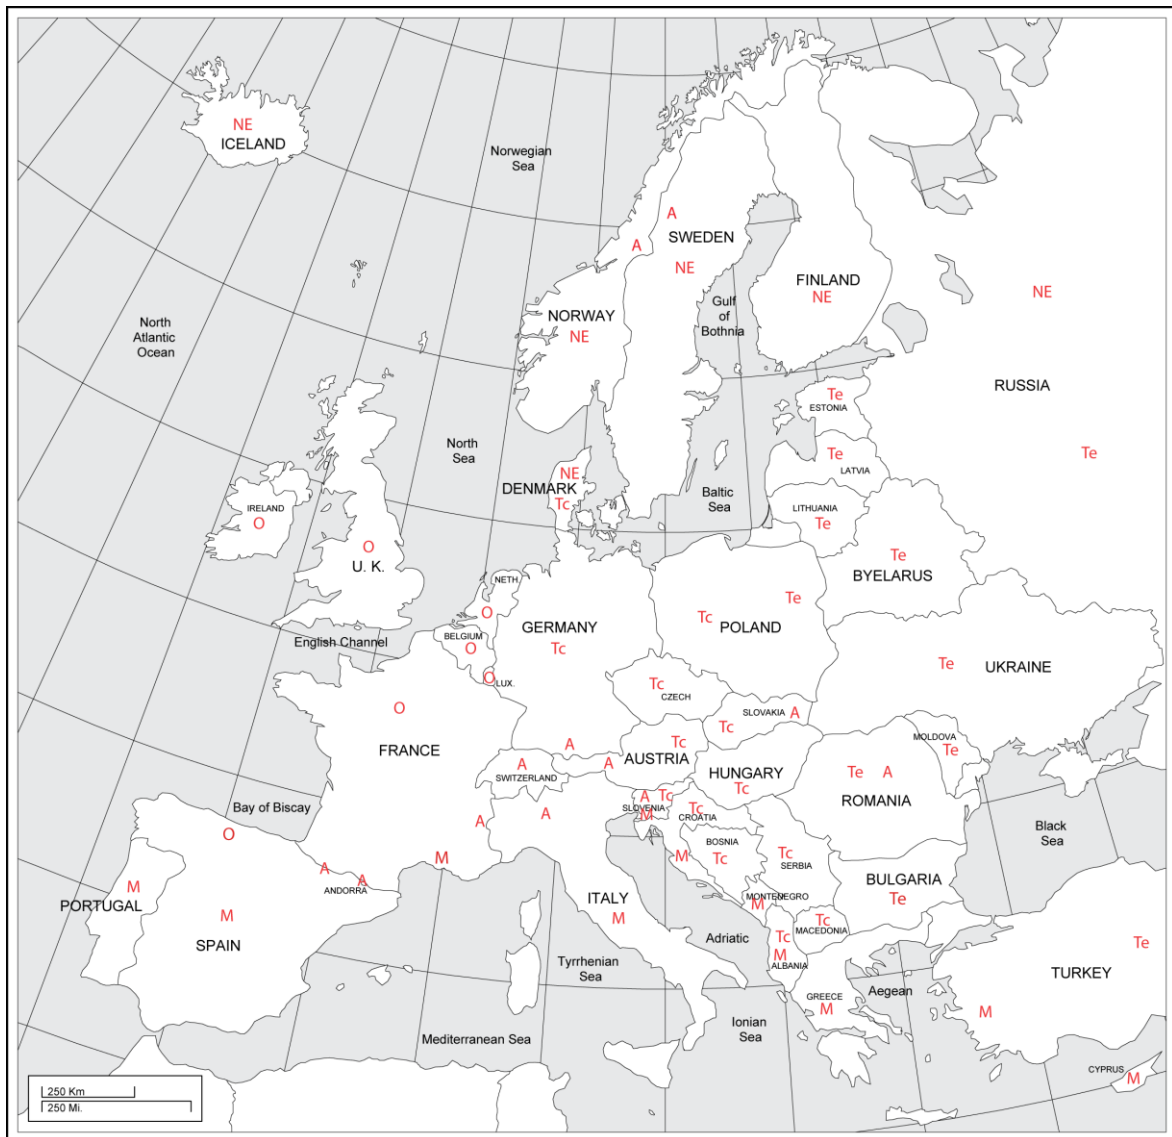 NE
ICELAND
Norwegian
Sea
A
SWEDEN
A
NE
FINLAND
NE
NE
North
Atlantic
Ocean
NORWAY
NE
Gulf
of
Bothnia
RUSSIA
Te
ESTONIA
North
Sea
Te
LATVIA
Te
NE
DENMARK
Tc
Baltic
Sea
IRELAND
O
LITHUANIA
Te
O
U. K.
Te
BYELARUS
NETH
O
Te
Tc
POLAND
GERMANY
Tc
English Channel
BELGIUM
O
O
LUX.
Te
UKRAINE
Tc
CZECH
O
FRANCE
SLOVAKIA
A
Tc
MOLDOVA
Te
A
Tc
AUSTRIA
A
A
SWITZERLAND
HUNGARY
Tc
Te
A
ROMANIA
A
Tc
SLOVENIA
M
Tc
CROATIA
Bay of Biscay
A
A
O
Black
Sea
BOSNIA
Tc
M
Tc
SERBIA
M
A
A
ANDORRA
BULGARIA
Te
M
PORTUGAL
M
SPAIN
ITALY
M
MONTENEGRO
M
Tc
MACEDONIA
Adriatic
Tc
M
ALBANIA
Te
TURKEY
M
Tyrrhenian
Sea
GREECE
M
Aegean
Mediterranean Sea
Ionian
Sea
CYPRUS
M
250 Km
250 Mi.